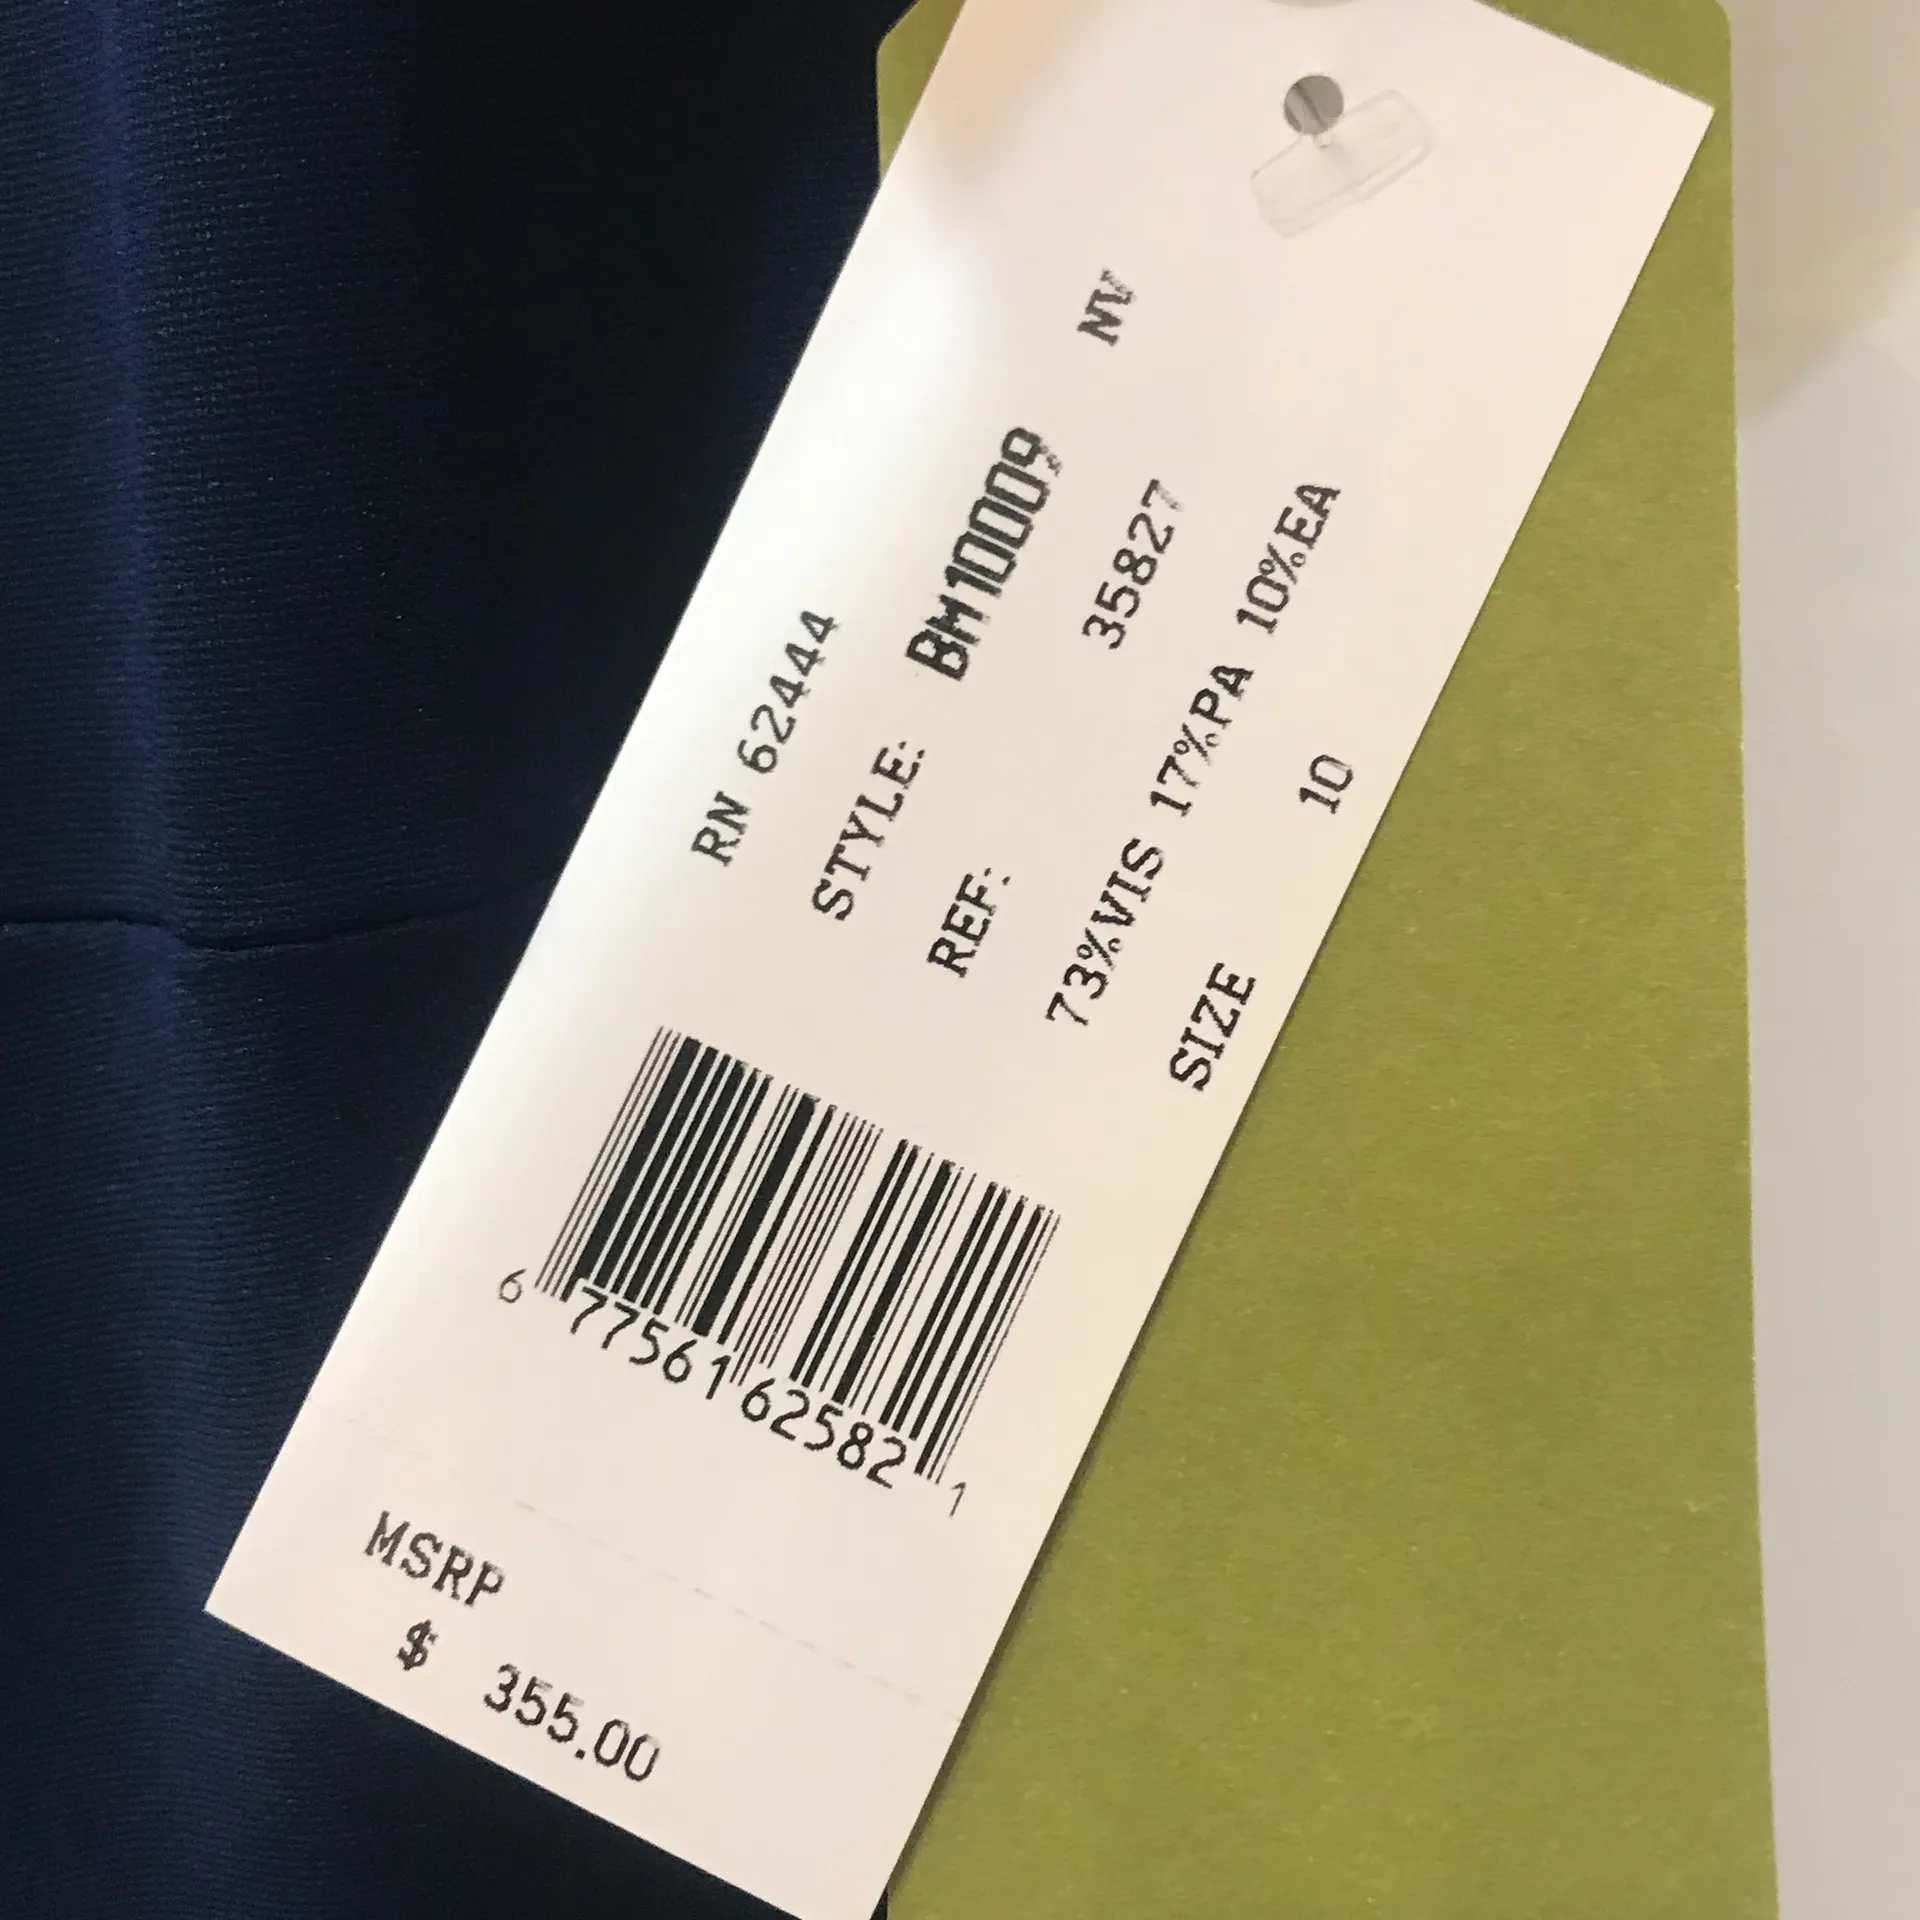 RN 62444
STYLE: BM10009 NV
REF: 35827
73%VIS 17%PA 10%EA
SIZE 10
6 77561 62582 1
MSRP
$ 355.00